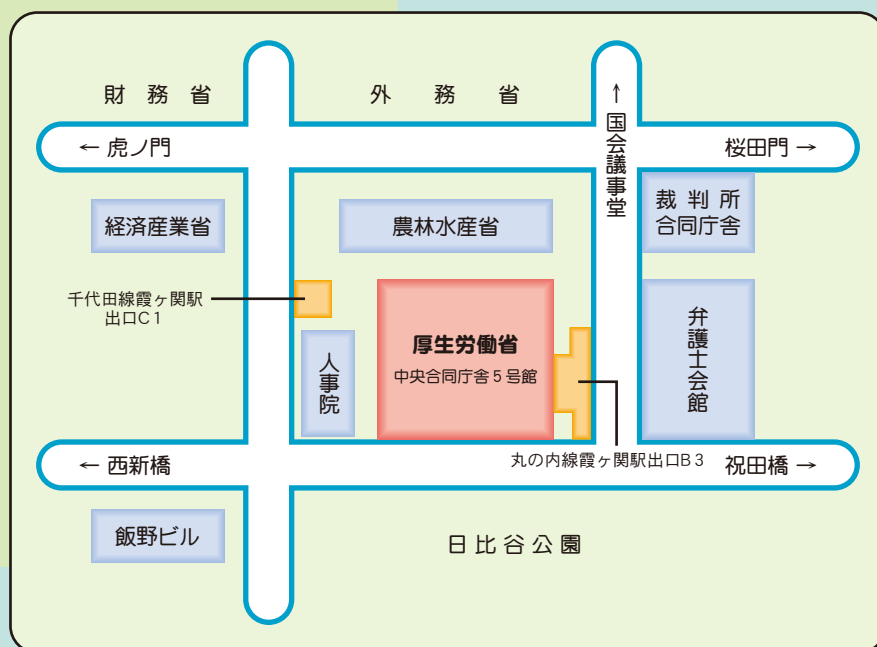 財務省
外務省
↑国会議事堂
← 虎ノ門
桜田門 →
経済産業省
農林水産省
裁判所
合同庁舎
千代田線霞ヶ関駅
出口C1
人事院
厚生労働省
中央合同庁舎5号館
弁護士会館
← 西新橋
丸の内線霞ヶ関駅出口B3
祝田橋 →
飯野ビル
日比谷公園